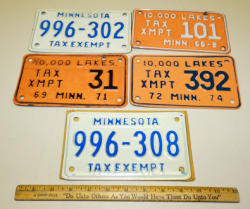 MINNESOTA
996-302
TAX EXEMPT
10,000 LAKES
TAX XMPT 101
MINN. 66-8
10,000 LAKES
TAX XMPT 31
69 MINN. 71
10,000 LAKES
TAX XMPT 392
72 MINN. 74
MINNESOTA
996-308
TAX EXEMPT
"Do Unto Others As You Would Have Them Do Unto You"